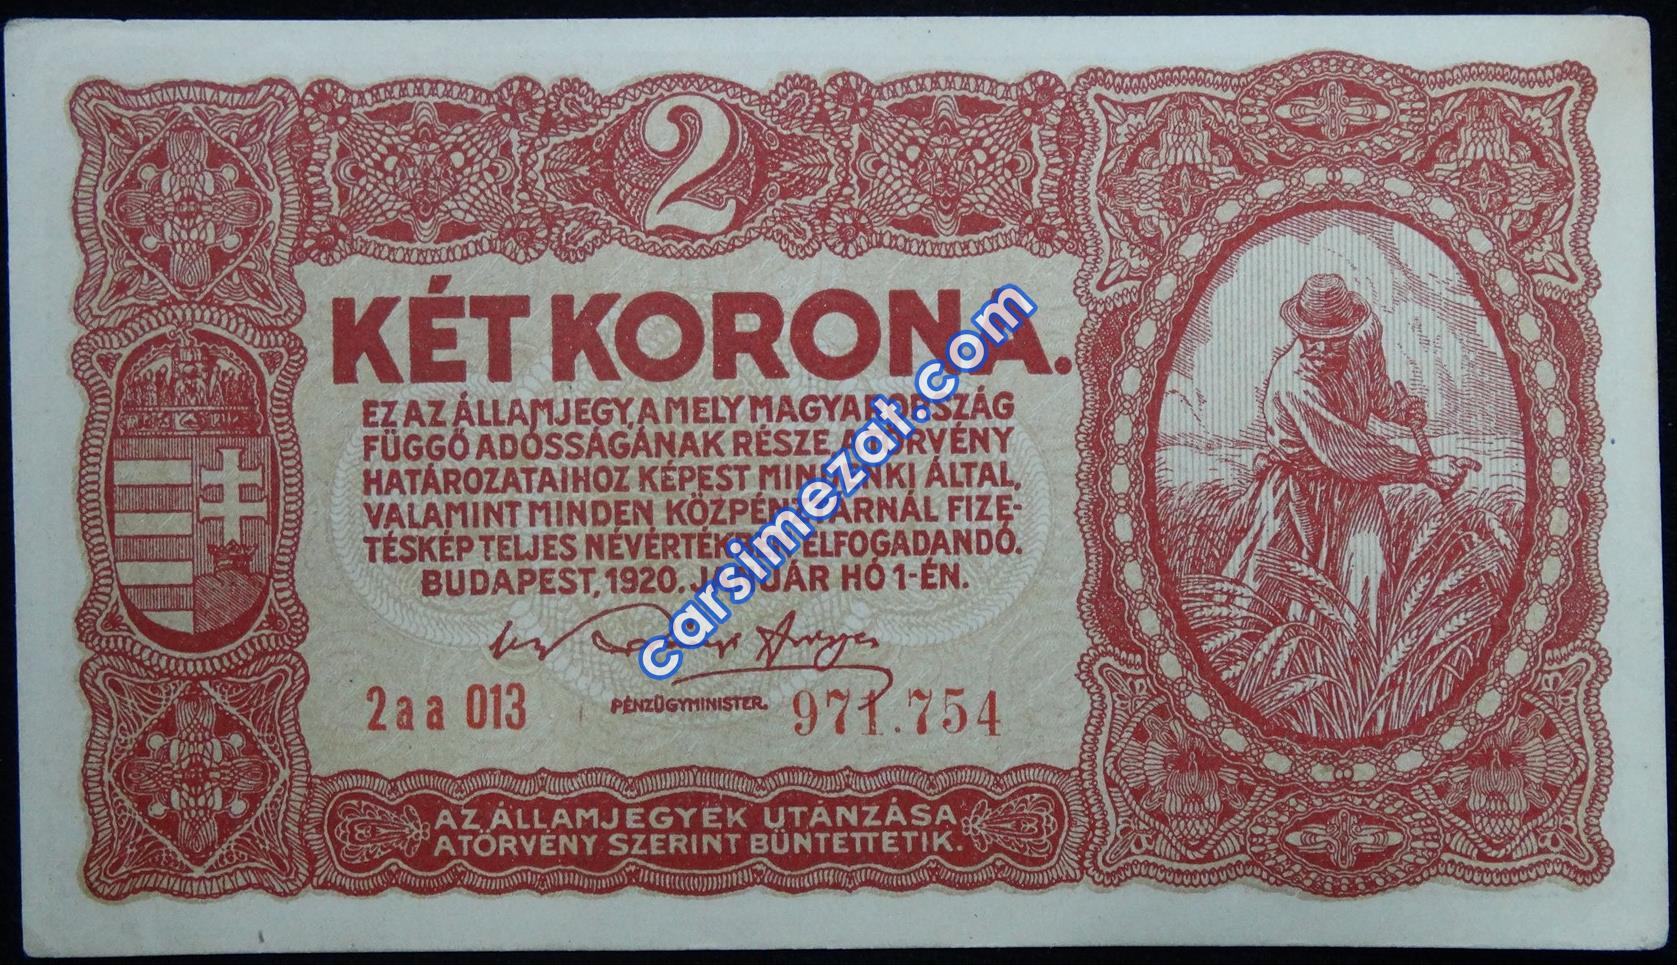 2
KÉT KORONA.
EZ AZ ÁLLAMJEGY, AMELY MAGYARORSZÁG
FÜGGŐ ADÓSSÁGÁNAK RÉSZE A TÖRVÉNY
HATÁROZATAIHOZ KÉPEST MINDENKI ÁLTAL,
VALAMINT MINDEN KÖZPÉNZTÁRNÁL FIZE-
TÉSKÉP TELJES NÉVÉRTÉKBEN ELFOGADANDÓ.
BUDAPEST, 1920. JANUÁR HÓ 1-ÉN.
2aa 013
PÉNZÜGYMINISTER.
971.754
AZ ÁLLAMJEGYEK UTÁNZÁSA
A TÖRVÉNY SZERINT BÜNTETTETIK.
carsimezat.com